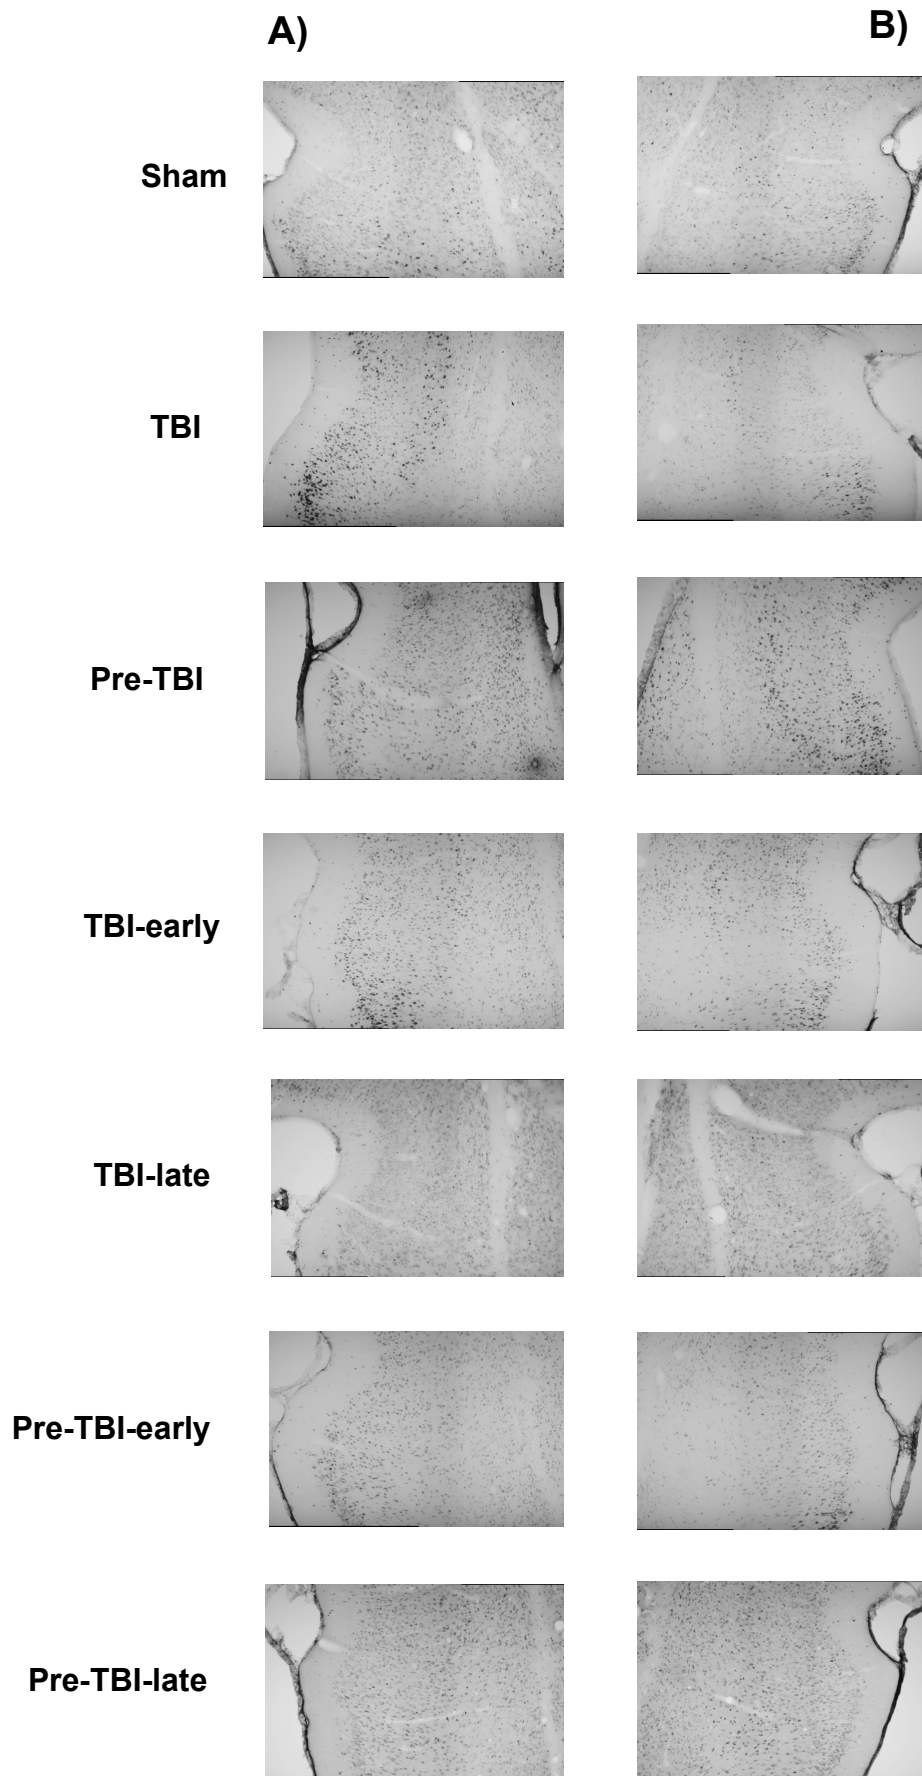 A) B)
Sham
TBI
Pre-TBI
TBI-early
TBI-late
Pre-TBI-early
Pre-TBI-late